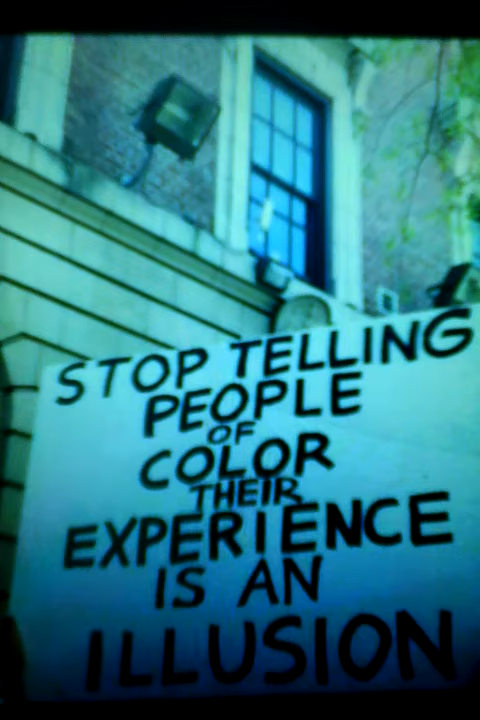 STOP TELLING
PEOPLE
OF
COLOR
THEIR
EXPERIENCE
IS AN
ILLUSION